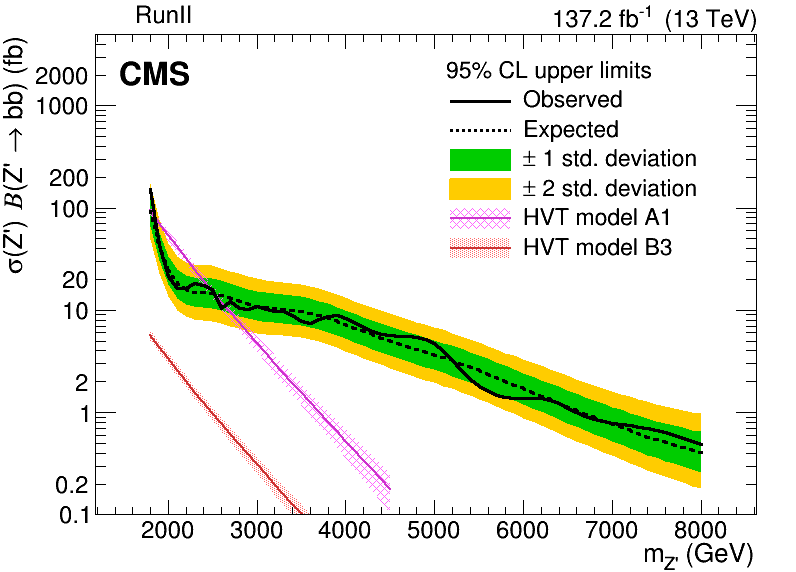 RunII 137.2 fb⁻¹ (13 TeV)
σ(Z') B(Z' → bb) (fb)
CMS
95% CL upper limits
Observed
Expected
± 1 std. deviation
± 2 std. deviation
HVT model A1
HVT model B3
2000
1000
200
100
20
10
2
1
0.2
0.1
2000 3000 4000 5000 6000 7000 8000
m_Z' (GeV)